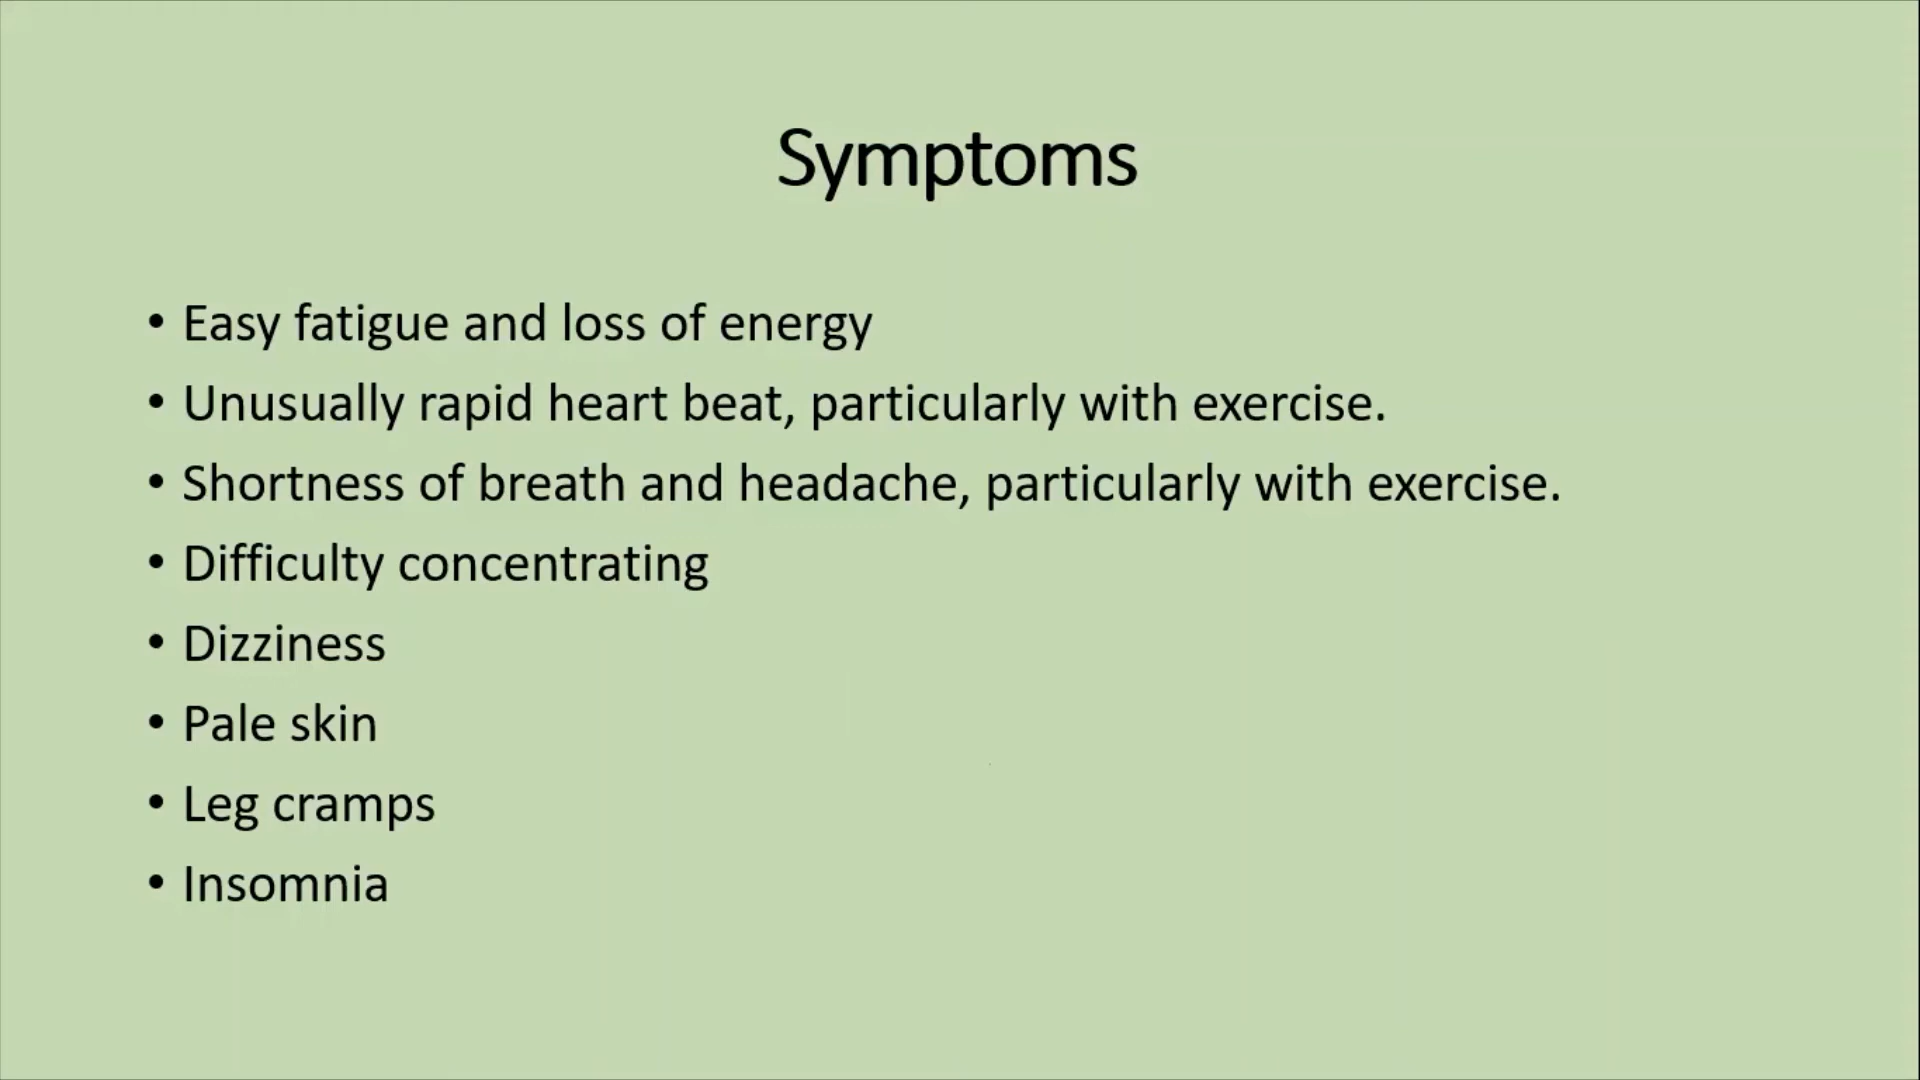 Symptoms
• Easy fatigue and loss of energy
• Unusually rapid heart beat, particularly with exercise.
• Shortness of breath and headache, particularly with exercise.
• Difficulty concentrating
• Dizziness
• Pale skin
• Leg cramps
• Insomnia